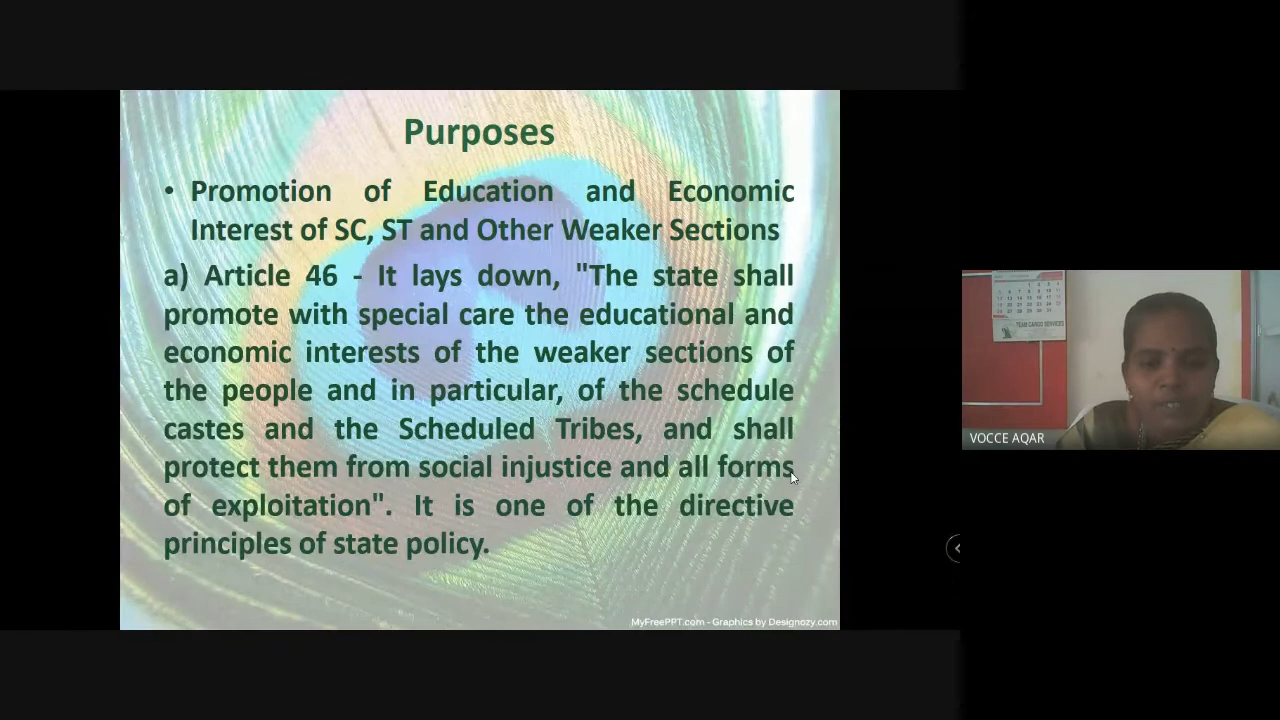 Purposes
• Promotion of Education and Economic
Interest of SC, ST and Other Weaker Sections
a) Article 46 - It lays down, "The state shall
promote with special care the educational and
economic interests of the weaker sections of
the people and in particular, of the schedule
castes and the Scheduled Tribes, and shall
protect them from social injustice and all forms
of exploitation". It is one of the directive
principles of state policy.
MyFreePPT.com - Graphics by Designozy.com
TEAM CARGO SERVICES
VOCCE AQAR